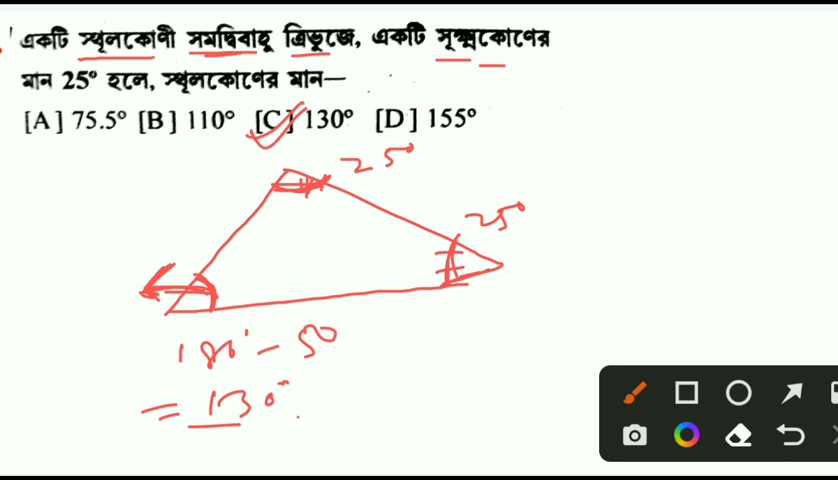 একটি স্থূলকোণী সমদ্বিবাহু ত্রিভুজে, একটি সূক্ষ্মকোণের
মান 25° হলে, স্থূলকোণের মান—
[A] 75.5° [B] 110° [C] 130° [D] 155°
25°
25°
180° - 50
= 130°